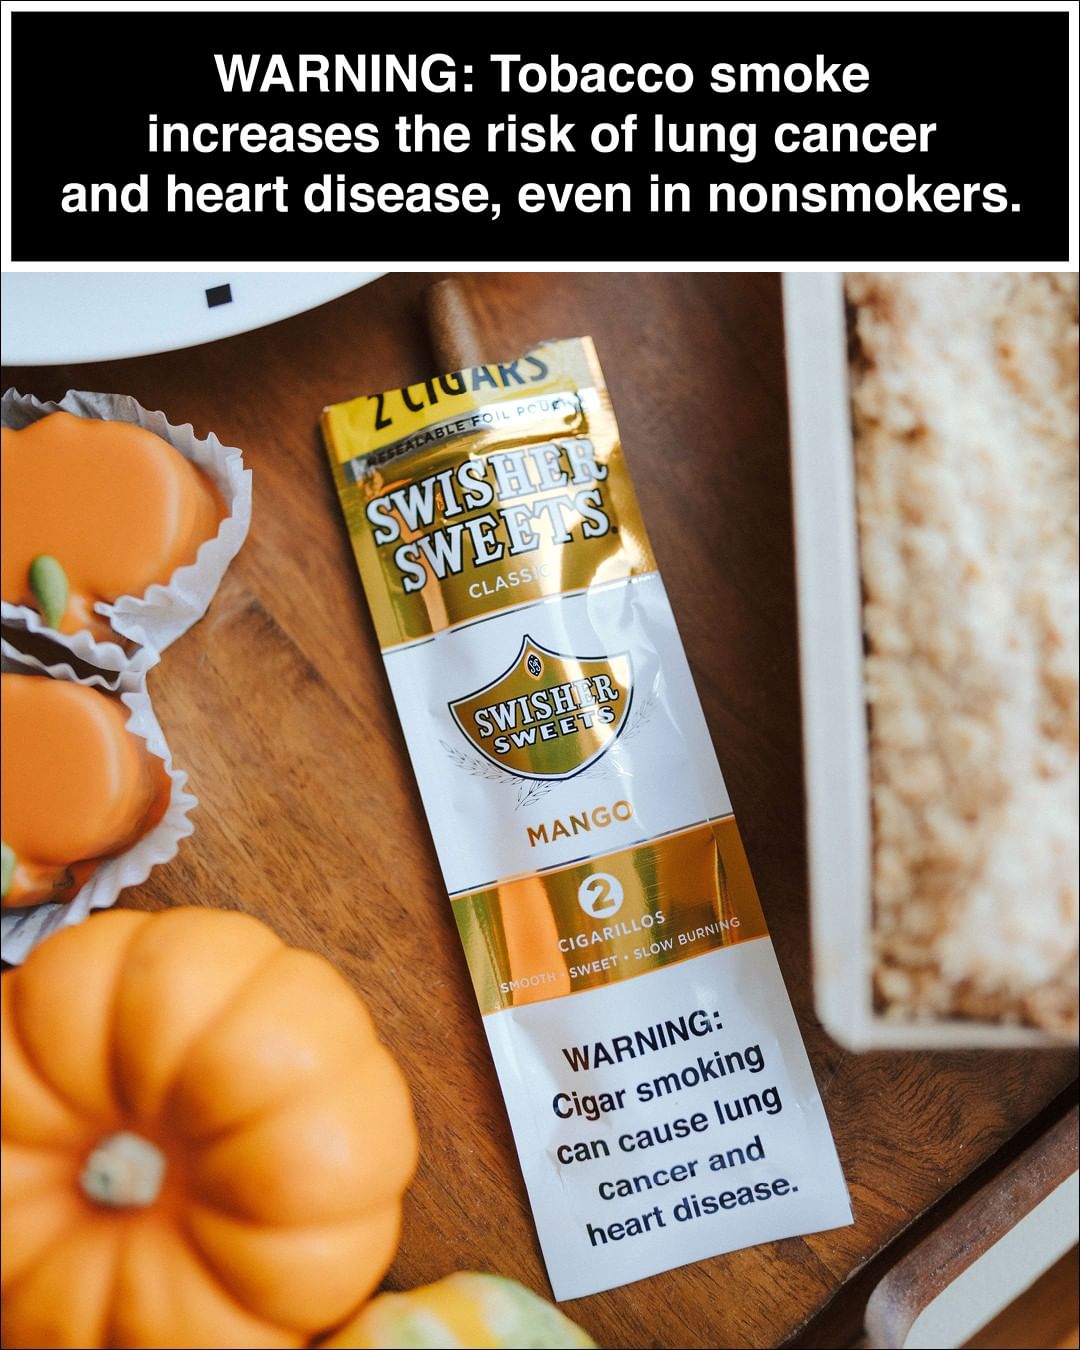 WARNING: Tobacco smoke
increases the risk of lung cancer
and heart disease, even in nonsmokers.
2 CIGARS
RESEALABLE FOIL POUCH
SWISHER
SWEETS
CLASSIC
SS
SWISHER
SWEETS
MANGO
2
CIGARILLOS
SMOOTH • SWEET • SLOW BURNING
WARNING:
Cigar smoking
can cause lung
cancer and
heart disease.